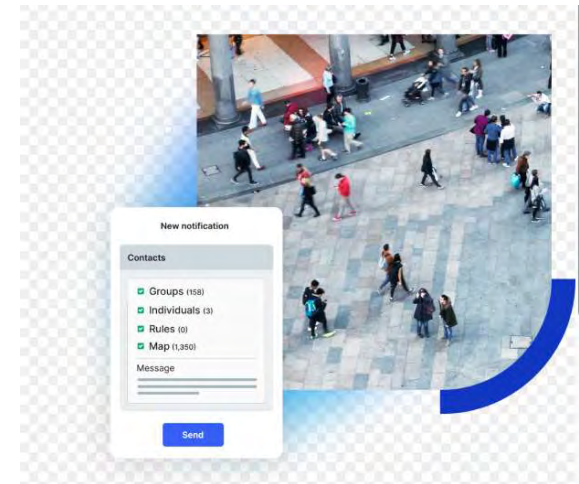 New notification
Contacts
Groups (158)
Individuals (3)
Rules (0)
Map (1,350)
Message
Send